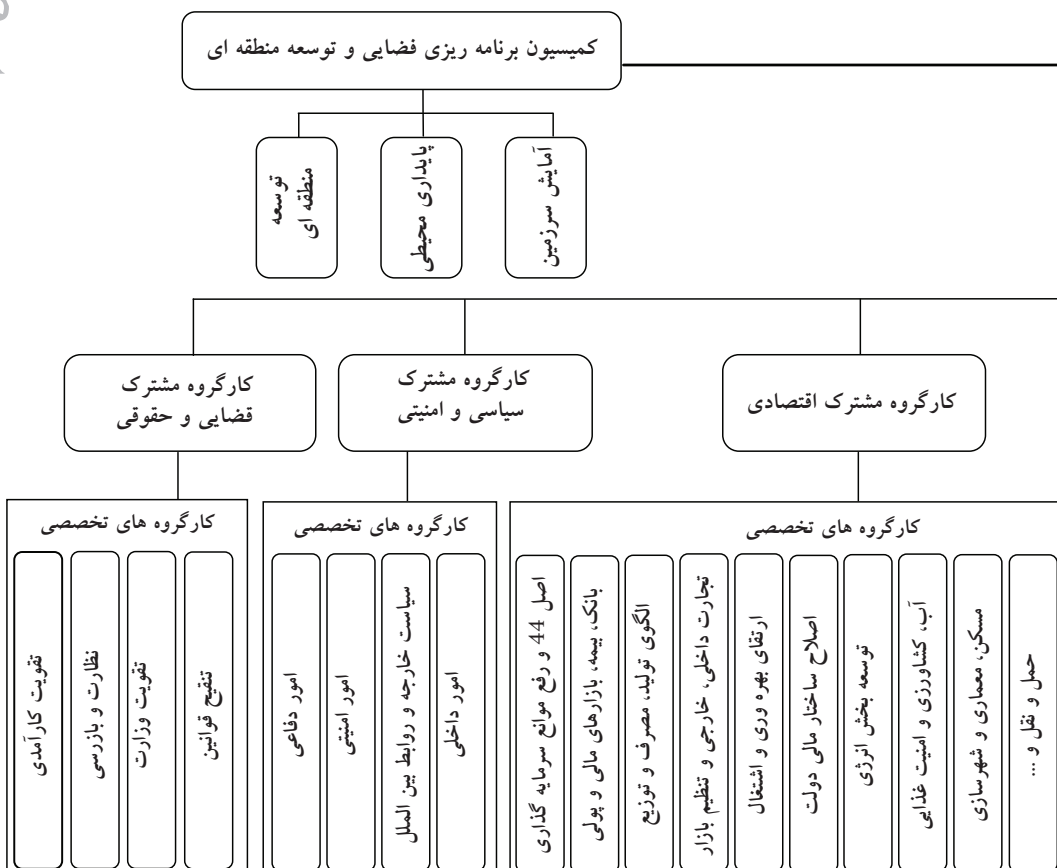 کمیسیون برنامه ریزی فضایی و توسعه منطقه ای
آمایش سرزمین
پایداری محیطی
توسعه
منطقه ای
کارگروه مشترک اقتصادی
کارگروه مشترک
سیاسی و امنیتی
کارگروه مشترک
قضایی و حقوقی
کارگروه های تخصصی
حمل و نقل و ...
مسکن، معماری و شهرسازی
آب، کشاورزی و امنیت غذایی
توسعه بخش انرژی
اصلاح ساختار مالی دولت
ارتقای بهره وری و اشتغال
تجارت داخلی، خارجی و تنظیم بازار
الگوی تولید، مصرف و توزیع
بانک، بیمه، بازارهای مالی و پولی
اصل 44 و رفع موانع سرمایه گذاری
کارگروه های تخصصی
امور داخلی
سیاست خارجه و روابط بین الملل
امور امنیتی
امور دفاعی
کارگروه های تخصصی
تنقیح قوانین
تقویت وزارت
نظارت و بازرسی
تقویت کارآمدی